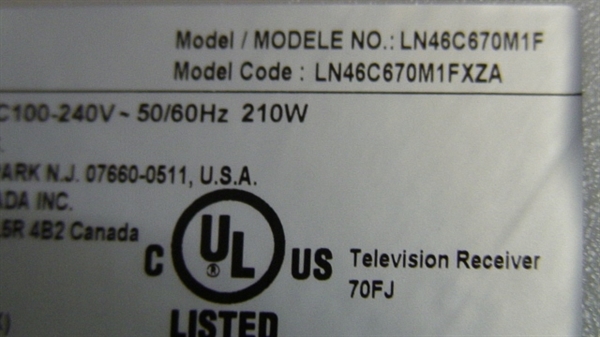 Model / MODELE NO.: LN46C670M1F
Model Code : LN46C670M1FXZA
C100-240V ~ 50/60Hz 210W
PARK N.J. 07660-0511, U.S.A.
ADA INC.
5R 4B2 Canada
C UL ® US
LISTED
Television Receiver
70FJ